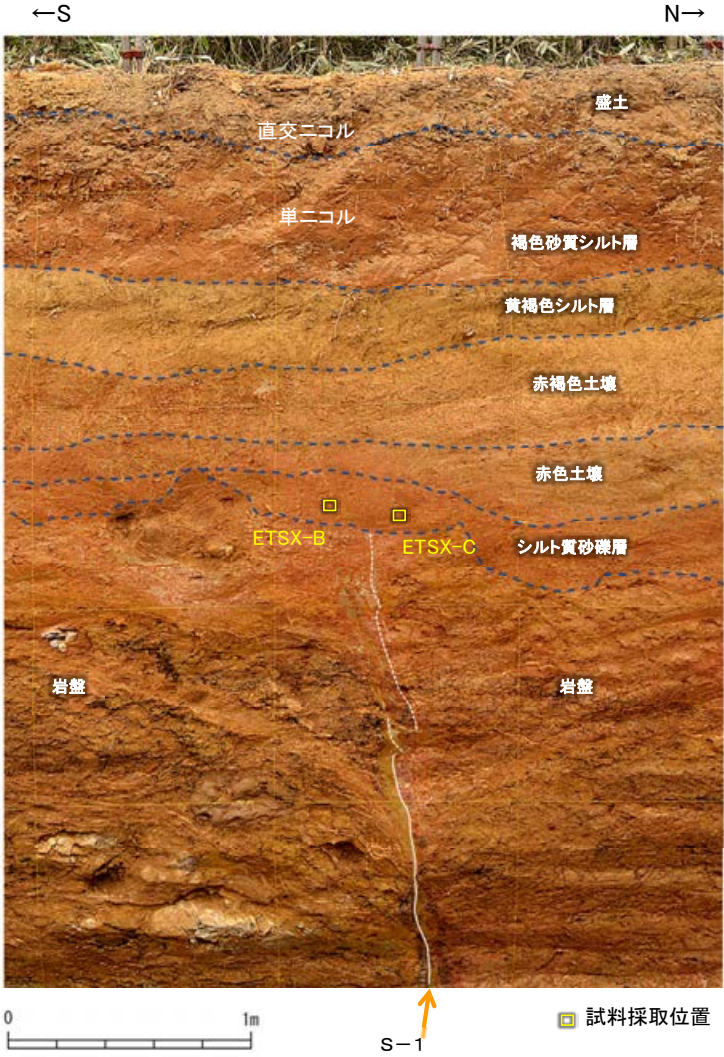 ←S
N→
盛土
直交ニコル
単ニコル
褐色砂質シルト層
黄褐色シルト層
赤褐色土壌
赤色土壌
ETSX-B
ETSX-C
シルト質砂礫層
岩盤
岩盤
0
1m
試料採取位置
S-1